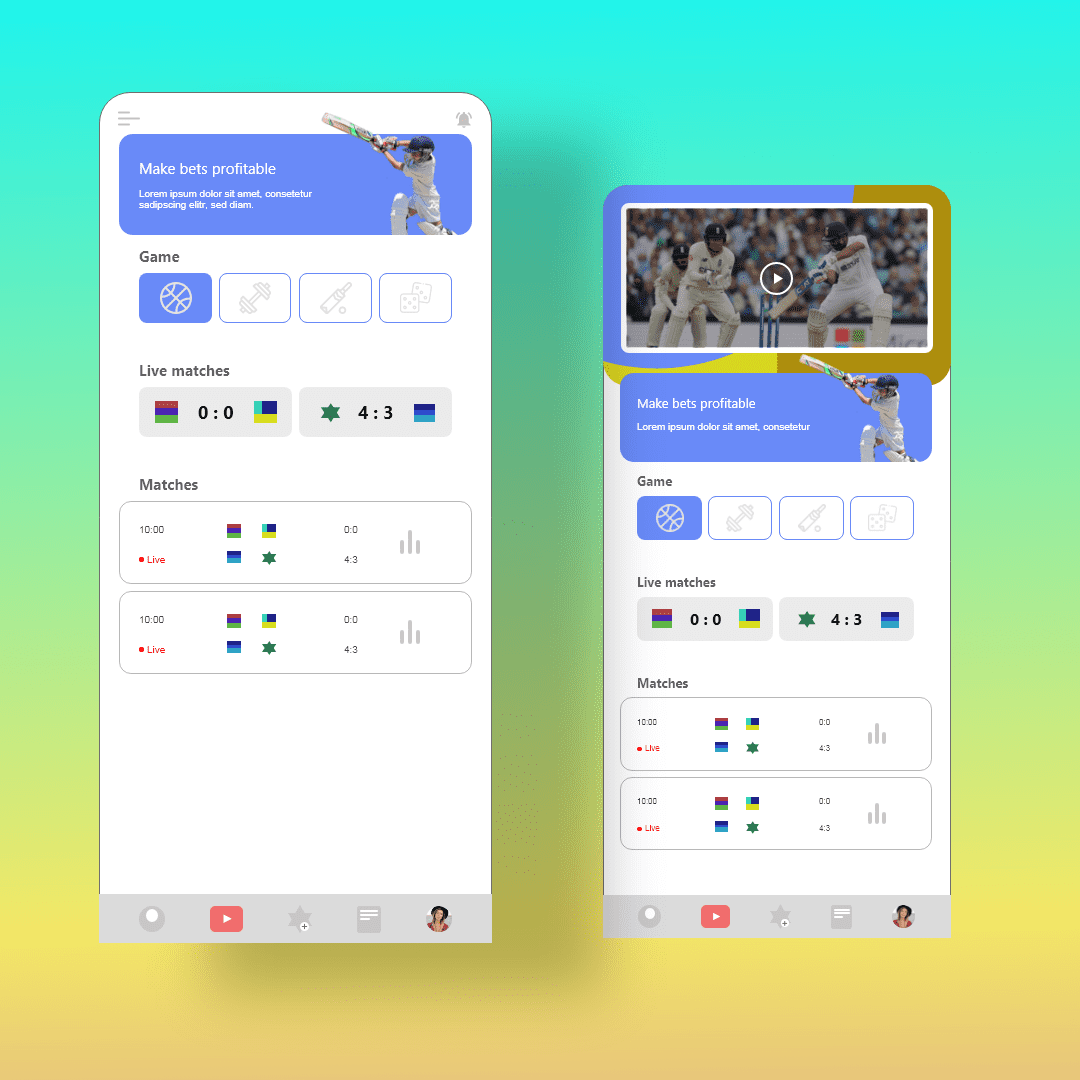 Make bets profitable
Lorem ipsum dolor sit amet, consetetur
sadipscing elitr, sed diam.
Game
Live matches
0 : 0
4 : 3
Matches
10:00
0:0
Live
4:3
10:00
0:0
Live
4:3
Make bets profitable
Lorem ipsum dolor sit amet, consetetur
Game
Live matches
0 : 0
4 : 3
Matches
10:00
0:0
Live
4:3
10:00
0:0
Live
4:3